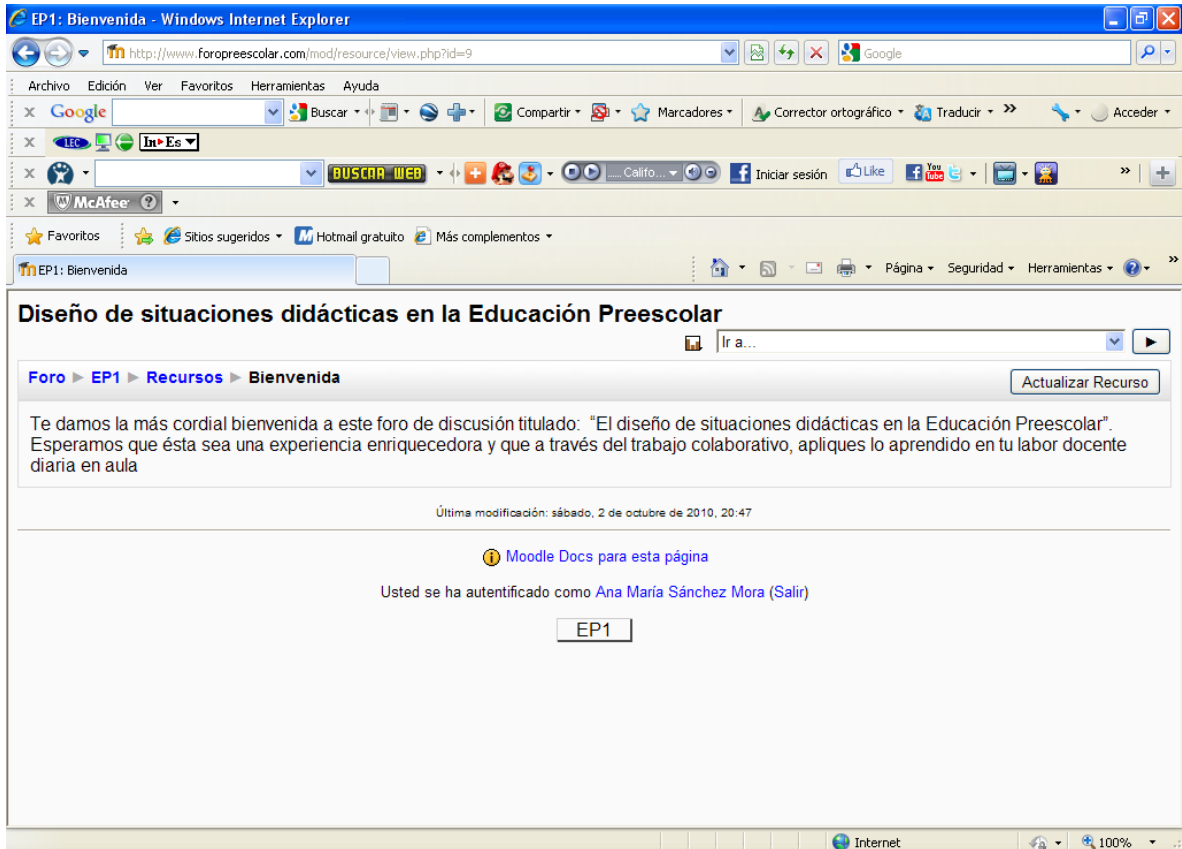 EP1: Bienvenida - Windows Internet Explorer
http://www.foropreescolar.com/mod/resource/view.php?id=9
Google
Archivo Edición Ver Favoritos Herramientas Ayuda
x Google Buscar Compartir Marcadores Corrector ortográfico Traducir » Acceder
x LEC In Es
x BUSCAR WEB .... Califo... Iniciar sesión Like You Tube »
x McAfee ?
Favoritos Sitios sugeridos Hotmail gratuito Más complementos
EP1: Bienvenida Página Seguridad Herramientas »
Diseño de situaciones didácticas en la Educación Preescolar
Ir a...
Foro ► EP1 ► Recursos ► Bienvenida Actualizar Recurso
Te damos la más cordial bienvenida a este foro de discusión titulado: “El diseño de situaciones didácticas en la Educación Preescolar”.
Esperamos que ésta sea una experiencia enriquecedora y que a través del trabajo colaborativo, apliques lo aprendido en tu labor docente
diaria en aula
Última modificación: sábado, 2 de octubre de 2010, 20:47
Moodle Docs para esta página
Usted se ha autentificado como Ana María Sánchez Mora (Salir)
EP1
Internet 100%